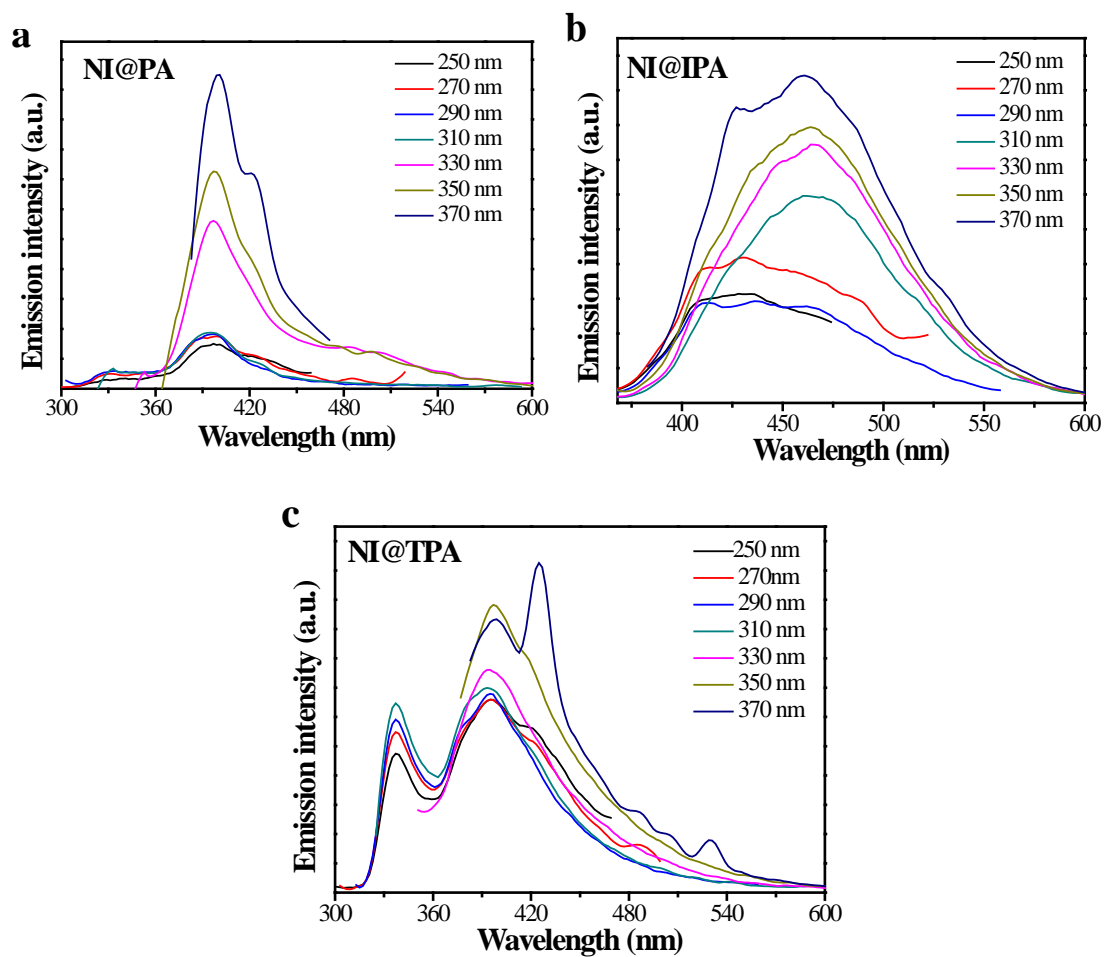 a
NI@PA
250 nm
270 nm
290 nm
310 nm
330 nm
350 nm
370 nm
Emission intensity (a.u.)
300 360 420 480 540 600
Wavelength (nm)
b
NI@IPA
250 nm
270 nm
290 nm
310 nm
330 nm
350 nm
370 nm
Emission intensity (a.u.)
400 450 500 550 600
Wavelength (nm)
c
NI@TPA
250 nm
270nm
290 nm
310 nm
330 nm
350 nm
370 nm
Emission intensity (a.u.)
300 360 420 480 540 600
Wavelength (nm)